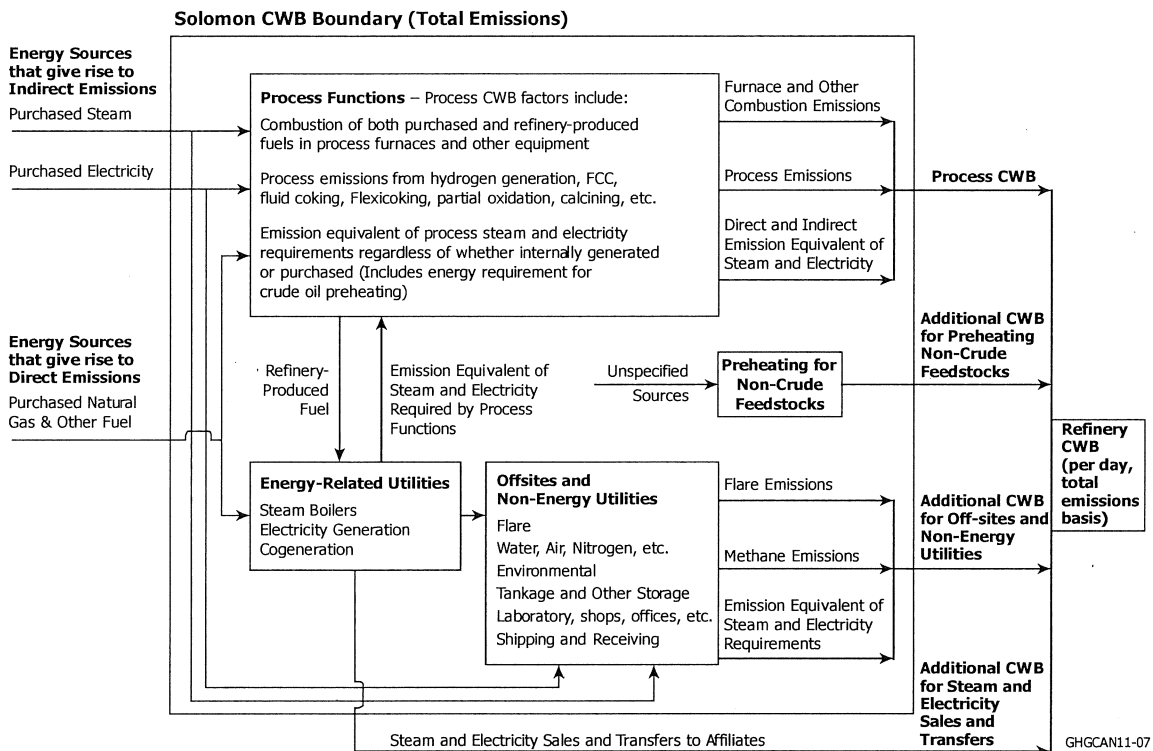 Solomon CWB Boundary (Total Emissions)
Energy Sources
that give rise to
Indirect Emissions
Purchased Steam
Purchased Electricity
Process Functions – Process CWB factors include:
Combustion of both purchased and refinery-produced
fuels in process furnaces and other equipment
Process emissions from hydrogen generation, FCC,
fluid coking, Flexicoking, partial oxidation, calcining, etc.
Emission equivalent of process steam and electricity
requirements regardless of whether internally generated
or purchased (Includes energy requirement for
crude oil preheating)
Furnace and Other
Combustion Emissions
Process Emissions
Direct and Indirect
Emission Equivalent of
Steam and Electricity
Process CWB
Energy Sources
that give rise to
Direct Emissions
Purchased Natural
Gas & Other Fuel
Refinery-
Produced
Fuel
Emission Equivalent of
Steam and Electricity
Required by Process
Functions
Unspecified
Sources
Preheating for
Non-Crude
Feedstocks
Additional CWB
for Preheating
Non-Crude
Feedstocks
Refinery
CWB
(per day,
total
emissions
basis)
Energy-Related Utilities
Steam Boilers
Electricity Generation
Cogeneration
Offsites and
Non-Energy Utilities
Flare
Water, Air, Nitrogen, etc.
Environmental
Tankage and Other Storage
Laboratory, shops, offices, etc.
Shipping and Receiving
Flare Emissions
Methane Emissions
Emission Equivalent of
Steam and Electricity
Requirements
Additional CWB
for Off-sites and
Non-Energy
Utilities
Additional CWB
for Steam and
Electricity
Sales and
Transfers
Steam and Electricity Sales and Transfers to Affiliates
GHGCAN11-07